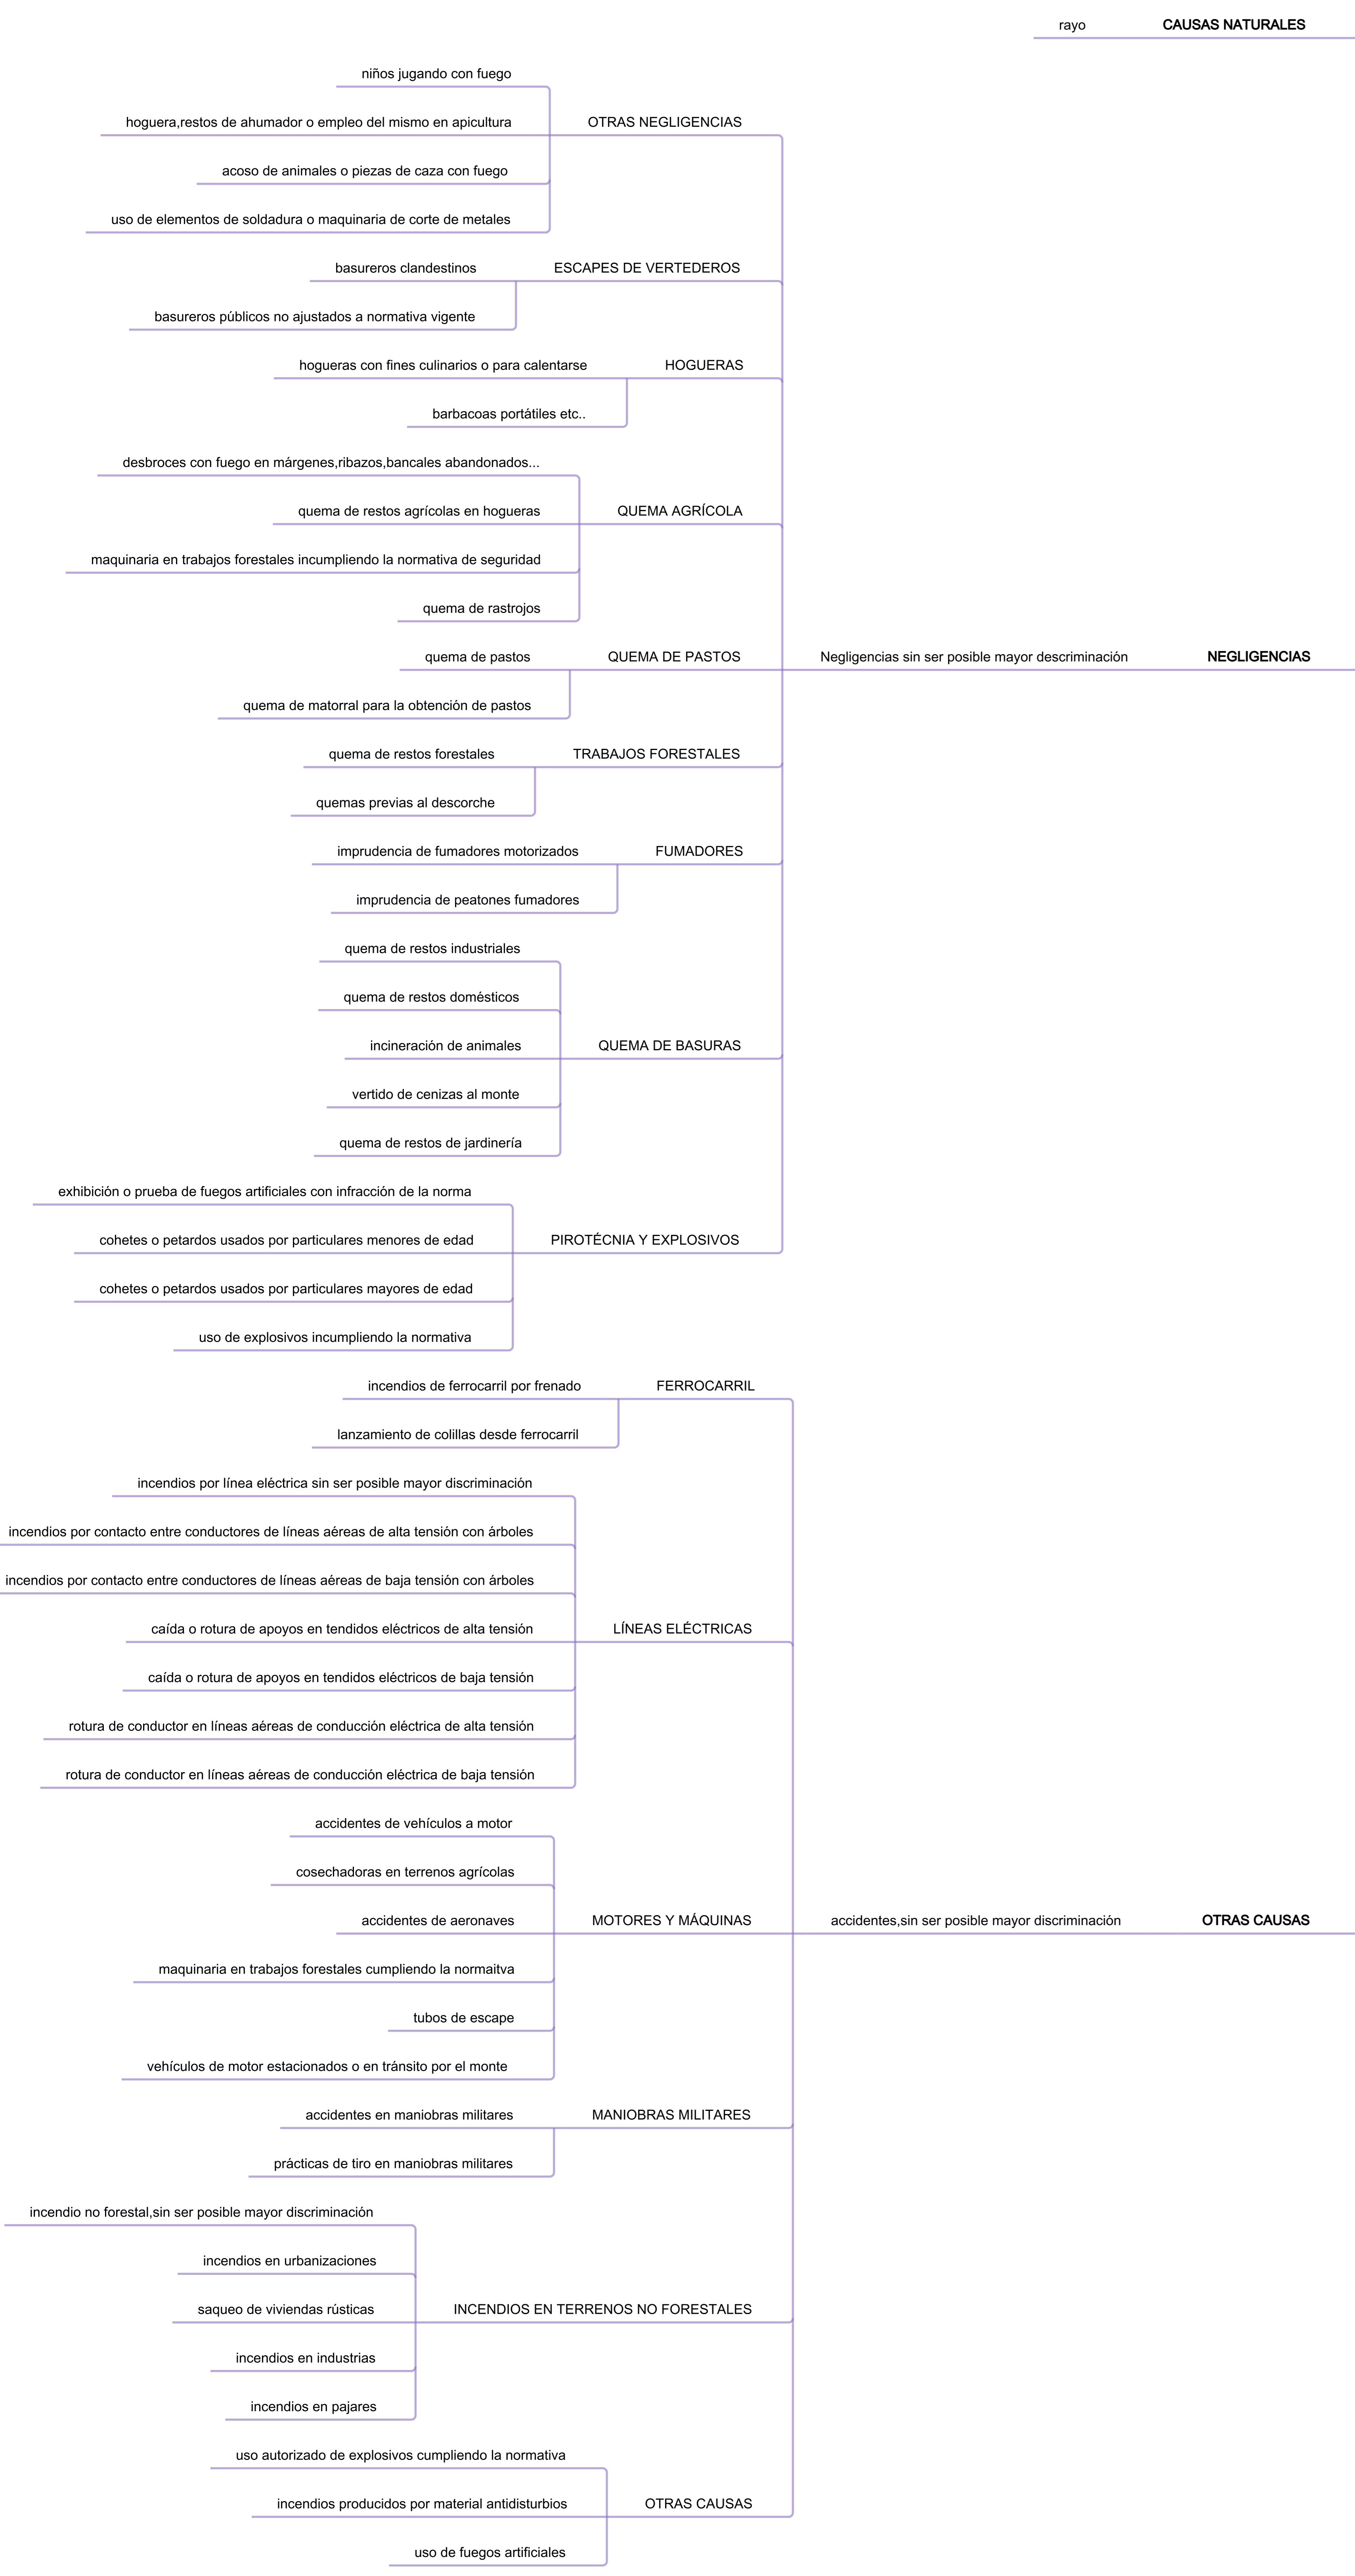 rayo CAUSAS NATURALES
niños jugando con fuego
hoguera,restos de ahumador o empleo del mismo en apicultura OTRAS NEGLIGENCIAS
acoso de animales o piezas de caza con fuego
uso de elementos de soldadura o maquinaria de corte de metales
basureros clandestinos ESCAPES DE VERTEDEROS
basureros públicos no ajustados a normativa vigente
hogueras con fines culinarios o para calentarse HOGUERAS
barbacoas portátiles etc..
desbroces con fuego en márgenes,ribazos,bancales abandonados...
quema de restos agrícolas en hogueras QUEMA AGRÍCOLA
maquinaria en trabajos forestales incumpliendo la normativa de seguridad
quema de rastrojos
quema de pastos QUEMA DE PASTOS Negligencias sin ser posible mayor descriminación NEGLIGENCIAS
quema de matorral para la obtención de pastos
quema de restos forestales TRABAJOS FORESTALES
quemas previas al descorche
imprudencia de fumadores motorizados FUMADORES
imprudencia de peatones fumadores
quema de restos industriales
quema de restos domésticos
incineración de animales QUEMA DE BASURAS
vertido de cenizas al monte
quema de restos de jardinería
exhibición o prueba de fuegos artificiales con infracción de la norma
cohetes o petardos usados por particulares menores de edad PIROTÉCNIA Y EXPLOSIVOS
cohetes o petardos usados por particulares mayores de edad
uso de explosivos incumpliendo la normativa
incendios de ferrocarril por frenado FERROCARRIL
lanzamiento de colillas desde ferrocarril
incendios por línea eléctrica sin ser posible mayor discriminación
incendios por contacto entre conductores de líneas aéreas de alta tensión con árboles
incendios por contacto entre conductores de líneas aéreas de baja tensión con árboles
caída o rotura de apoyos en tendidos eléctricos de alta tensión LÍNEAS ELÉCTRICAS
caída o rotura de apoyos en tendidos eléctricos de baja tensión
rotura de conductor en líneas aéreas de conducción eléctrica de alta tensión
rotura de conductor en líneas aéreas de conducción eléctrica de baja tensión
accidentes de vehículos a motor
cosechadoras en terrenos agrícolas
accidentes de aeronaves MOTORES Y MÁQUINAS accidentes,sin ser posible mayor discriminación OTRAS CAUSAS
maquinaria en trabajos forestales cumpliendo la normaitva
tubos de escape
vehículos de motor estacionados o en tránsito por el monte
accidentes en maniobras militares MANIOBRAS MILITARES
prácticas de tiro en maniobras militares
incendio no forestal,sin ser posible mayor discriminación
incendios en urbanizaciones
saqueo de viviendas rústicas INCENDIOS EN TERRENOS NO FORESTALES
incendios en industrias
incendios en pajares
uso autorizado de explosivos cumpliendo la normativa
incendios producidos por material antidisturbios OTRAS CAUSAS
uso de fuegos artificiales